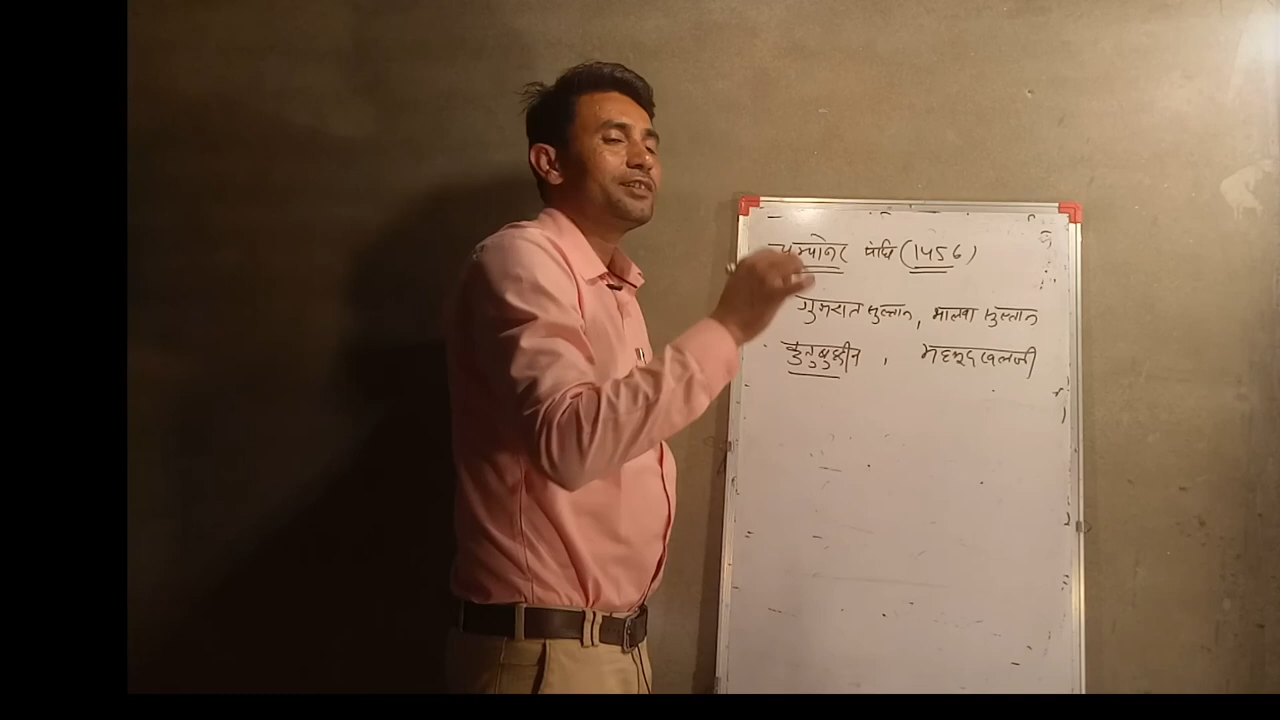 चम्पानेर संधि (1456)
गुजरात सुल्तान, मालवा सुल्तान
कुतुबुद्दीन , महमूद खलजी